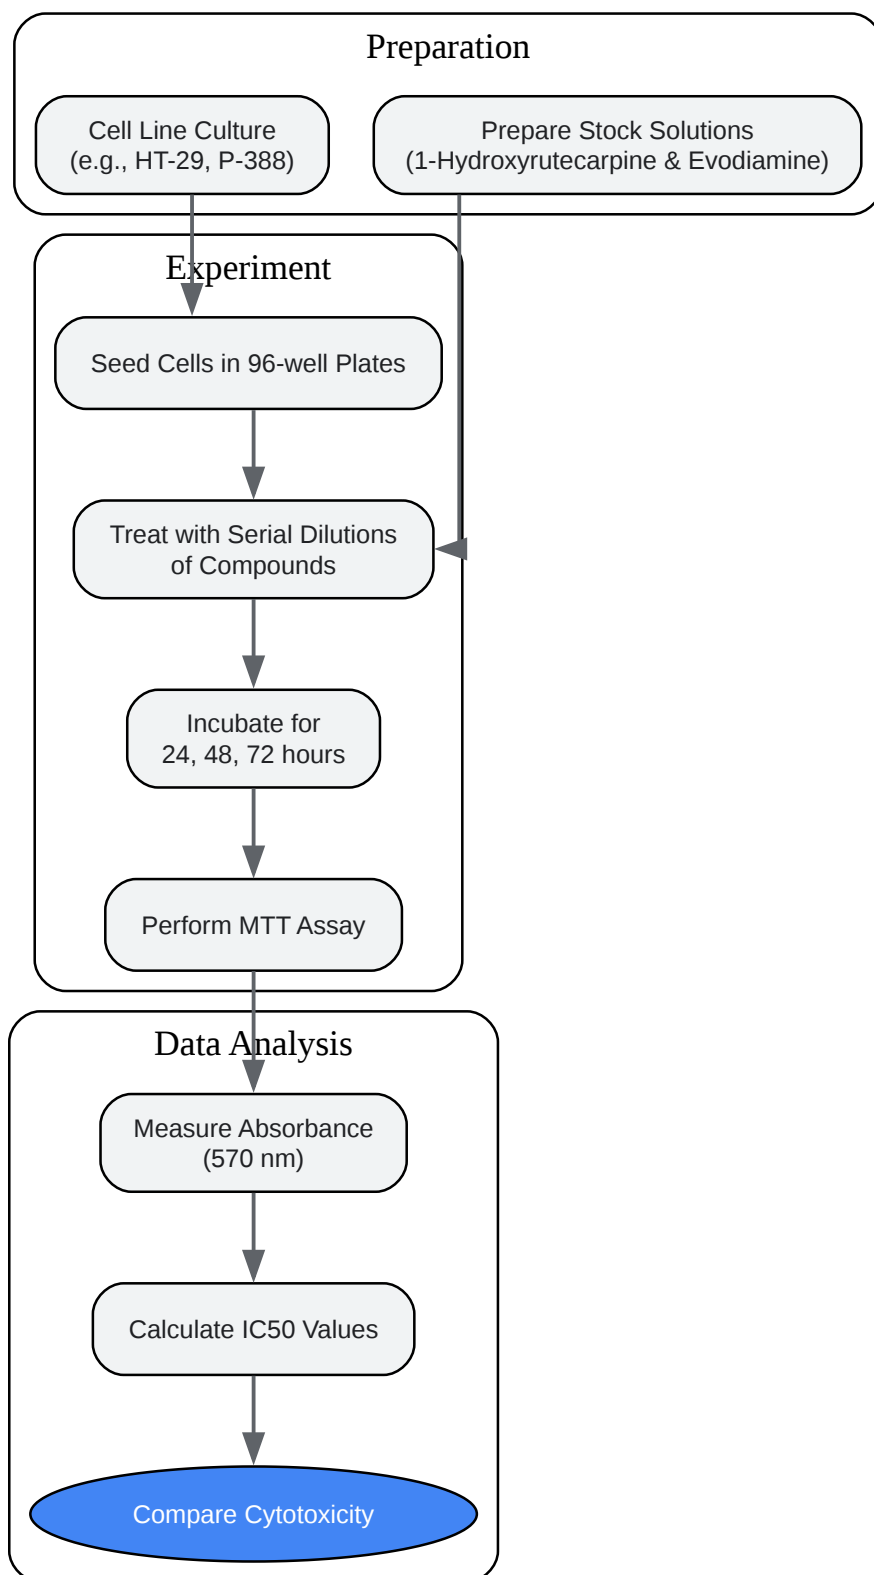 Preparation
Cell Line Culture
(e.g., HT-29, P-388)
Prepare Stock Solutions
(1-Hydroxyrutecarpine & Evodiamine)
Experiment
Seed Cells in 96-well Plates
Treat with Serial Dilutions
of Compounds
Incubate for
24, 48, 72 hours
Perform MTT Assay
Data Analysis
Measure Absorbance
(570 nm)
Calculate IC50 Values
Compare Cytotoxicity